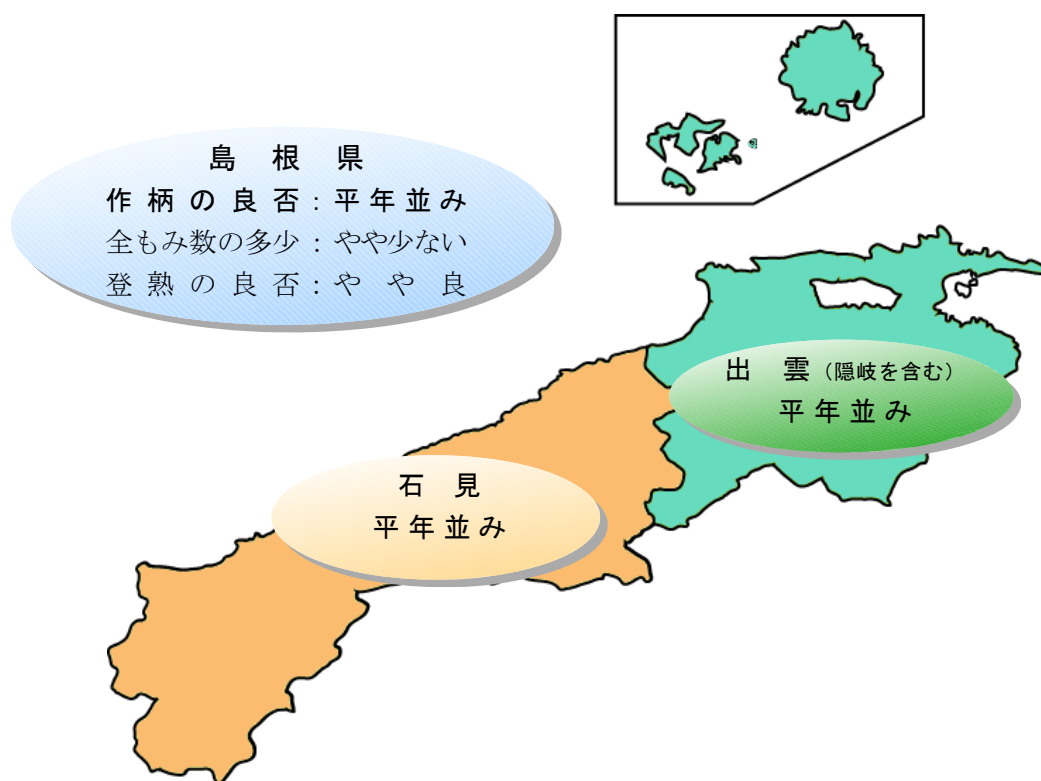 島根県
作柄の良否：平年並み
全もみ数の多少：やや少ない
登熟の良否：やや良
出雲（隠岐を含む）
平年並み
石見
平年並み